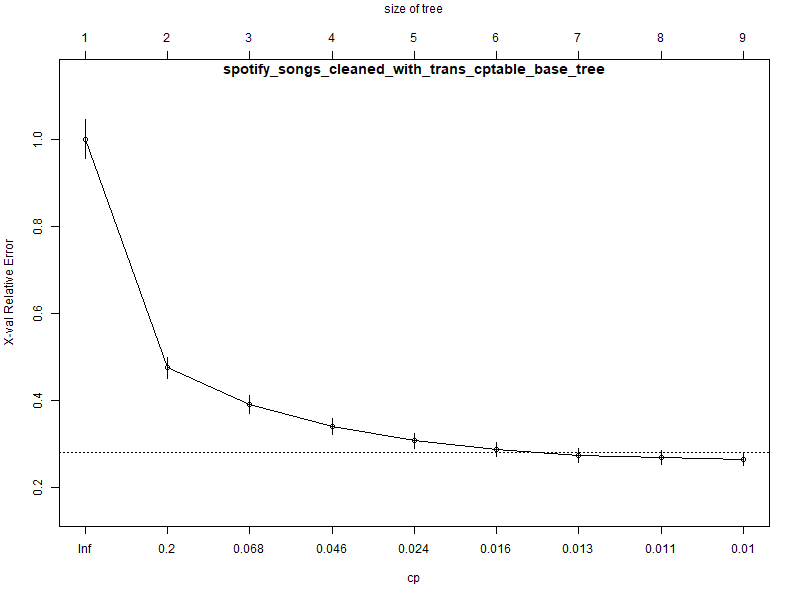 size of tree
1 2 3 4 5 6 7 8 9
spotify_songs_cleaned_with_trans_cptable_base_tree
X-val Relative Error
1.0
0.8
0.6
0.4
0.2
Inf 0.2 0.068 0.046 0.024 0.016 0.013 0.011 0.01
cp